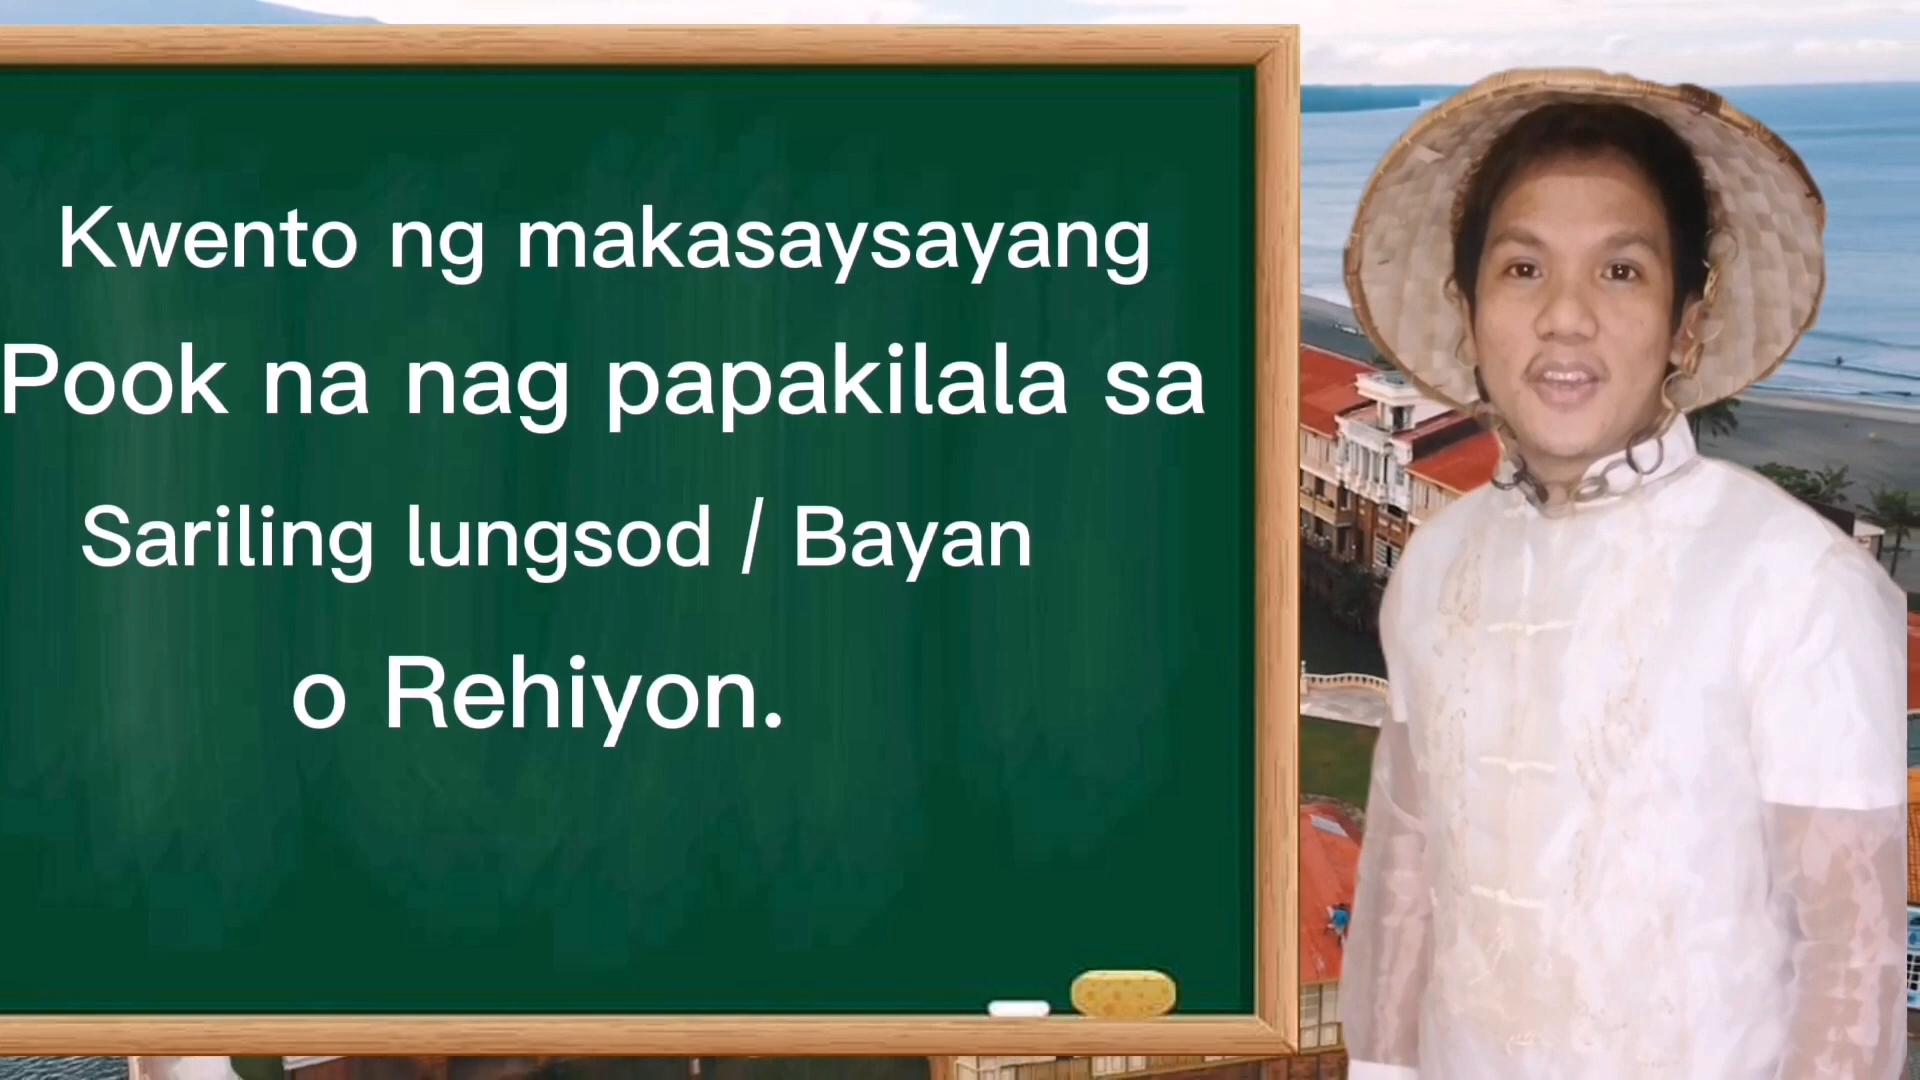 Kwento ng makasaysayang
Pook na nag papakilala sa
Sariling lungsod / Bayan
o Rehiyon.